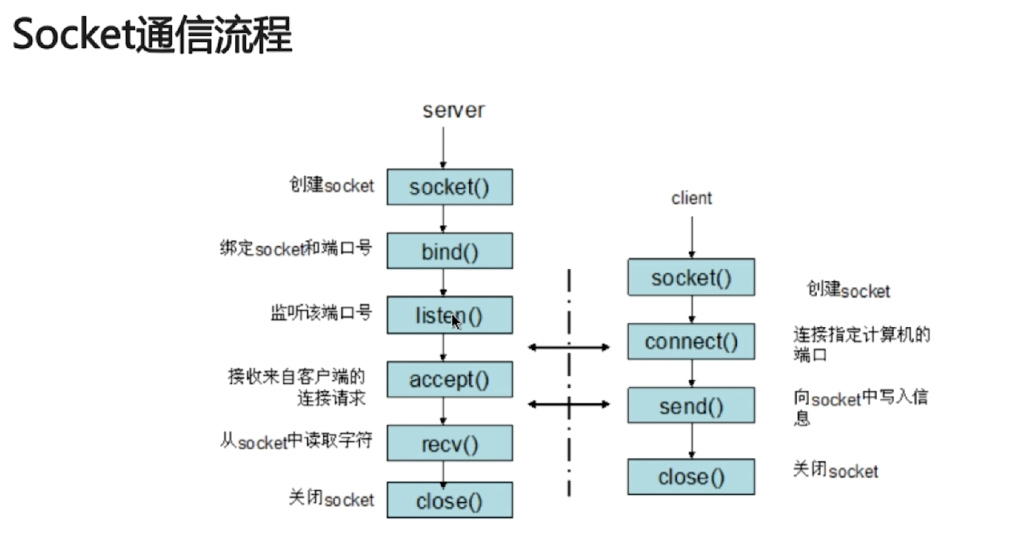 Socket通信流程
server
创建socket
socket()
绑定socket和端口号
bind()
监听该端口号
listen()
接收来自客户端的
连接请求
accept()
从socket中读取字符
recv()
关闭socket
close()
client
socket()
创建socket
connect()
连接指定计算机的
端口
send()
向socket中写入信
息
close()
关闭socket